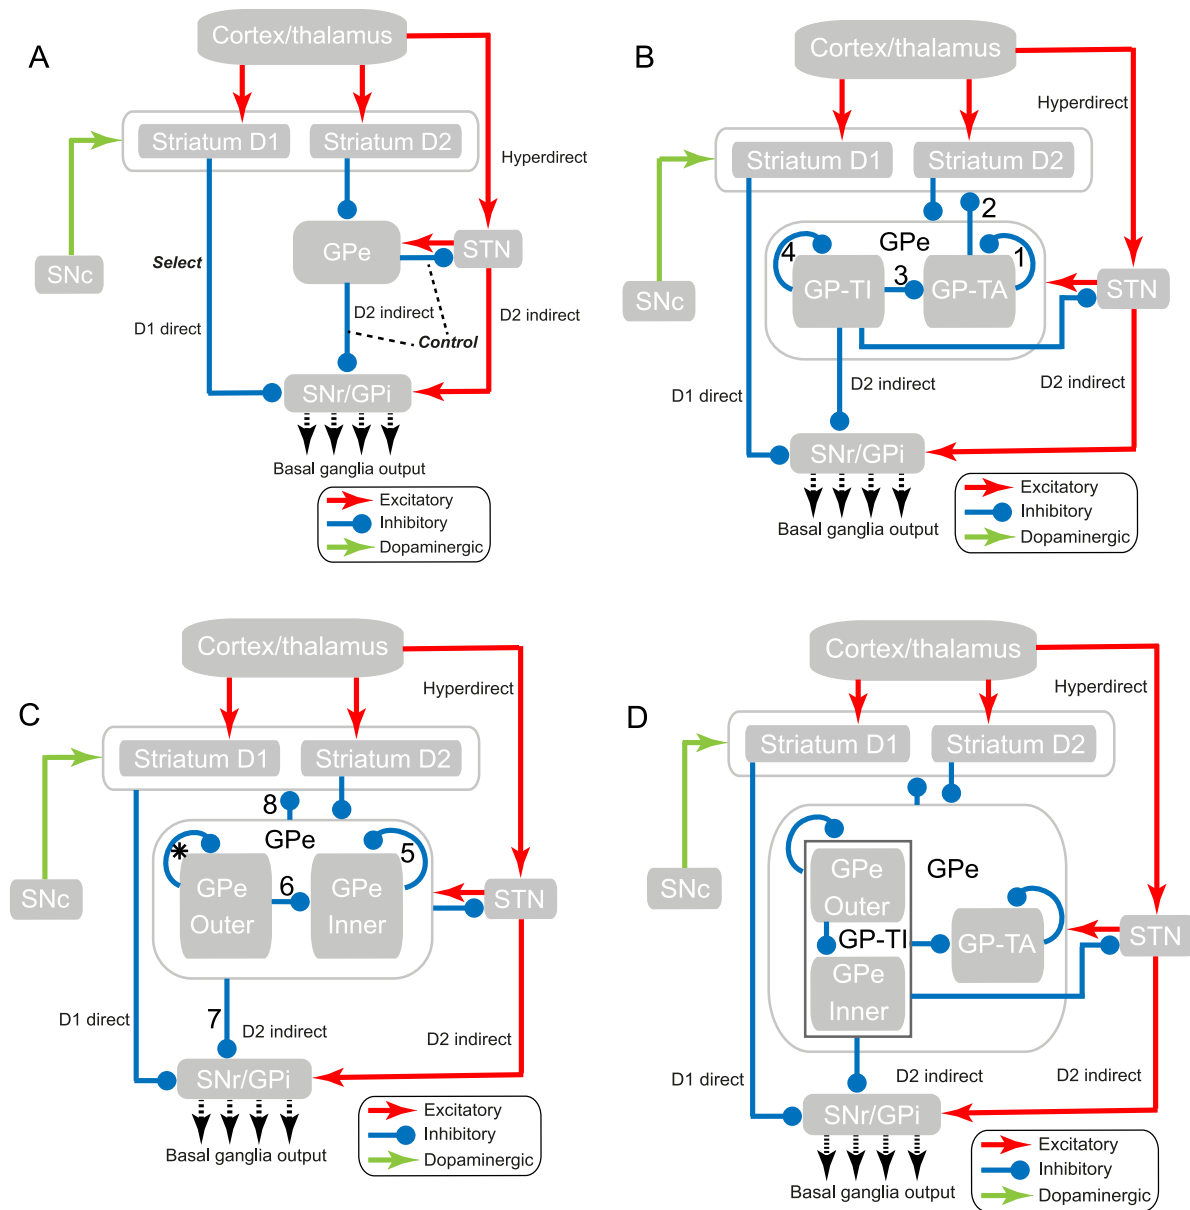 A
Cortex/thalamus
Striatum D1
Striatum D2
Hyperdirect
GPe
STN
SNc
Select
D1 direct
D2 indirect
Control
D2 indirect
SNr/GPi
Basal ganglia output
Excitatory
Inhibitory
Dopaminergic
B
Cortex/thalamus
Hyperdirect
Striatum D1
Striatum D2
2
GPe
4
1
3
GP-TI
GP-TA
STN
SNc
D2 indirect
D2 indirect
D1 direct
SNr/GPi
Basal ganglia output
Excitatory
Inhibitory
Dopaminergic
C
Cortex/thalamus
Hyperdirect
Striatum D1
Striatum D2
8
GPe
*
5
6
GPe
Outer
GPe
Inner
STN
SNc
7
D1 direct
D2 indirect
D2 indirect
SNr/GPi
Basal ganglia output
Excitatory
Inhibitory
Dopaminergic
D
Cortex/thalamus
Hyperdirect
Striatum D1
Striatum D2
GPe
GPe
Outer
GP-TI
GPe
Inner
GP-TA
STN
SNc
D1 direct
D2 indirect
D2 indirect
SNr/GPi
Basal ganglia output
Excitatory
Inhibitory
Dopaminergic